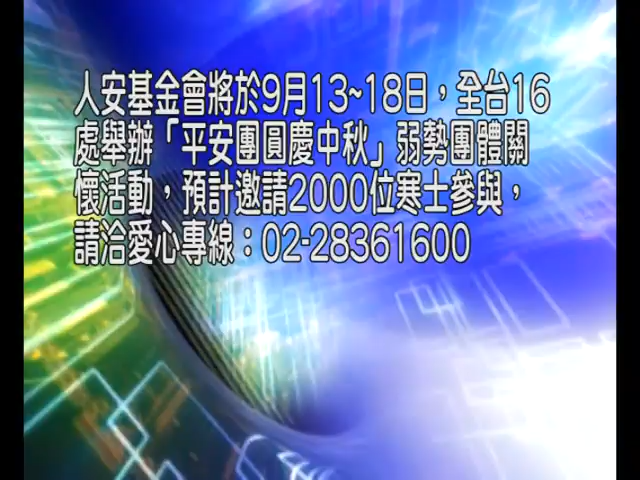 人安基金會將於9月13~18日，全台16
處舉辦「平安團圓慶中秋」弱勢團體關
懷活動，預計邀請2000位寒士參與，
請洽愛心專線：02-28361600